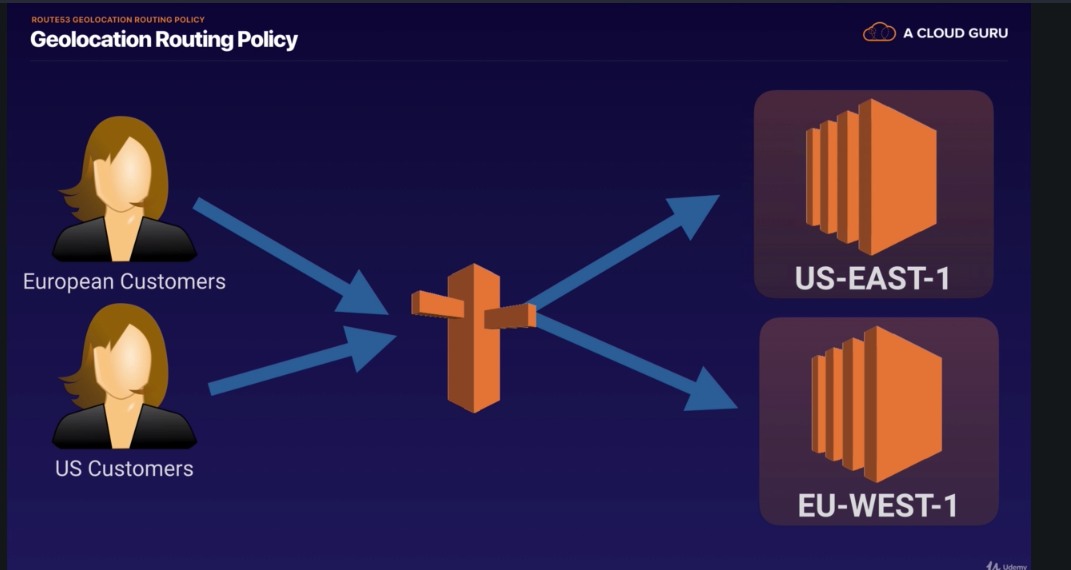 ROUTE53 GEOLOCATION ROUTING POLICY
Geolocation Routing Policy
A CLOUD GURU
European Customers
US Customers
US-EAST-1
EU-WEST-1
Udemy